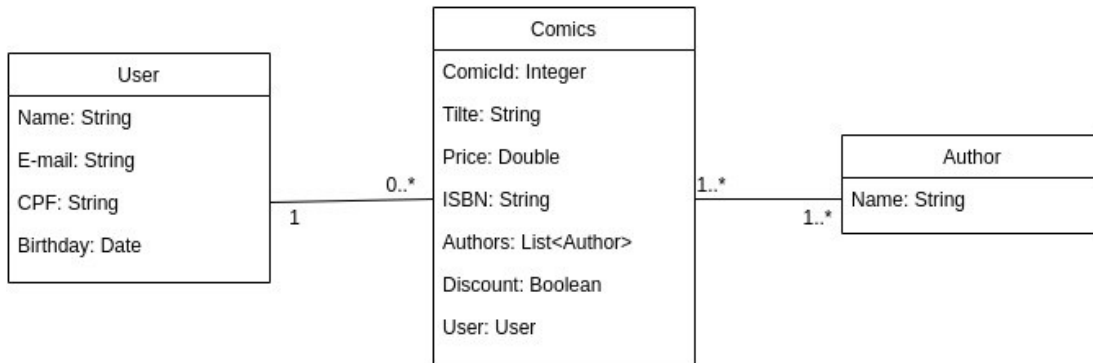 User
Name: String
E-mail: String
CPF: String
Birthday: Date
1
0..*
Comics
ComicId: Integer
Tilte: String
Price: Double
ISBN: String
Authors: List<Author>
Discount: Boolean
User: User
1..*
1..*
Author
Name: String